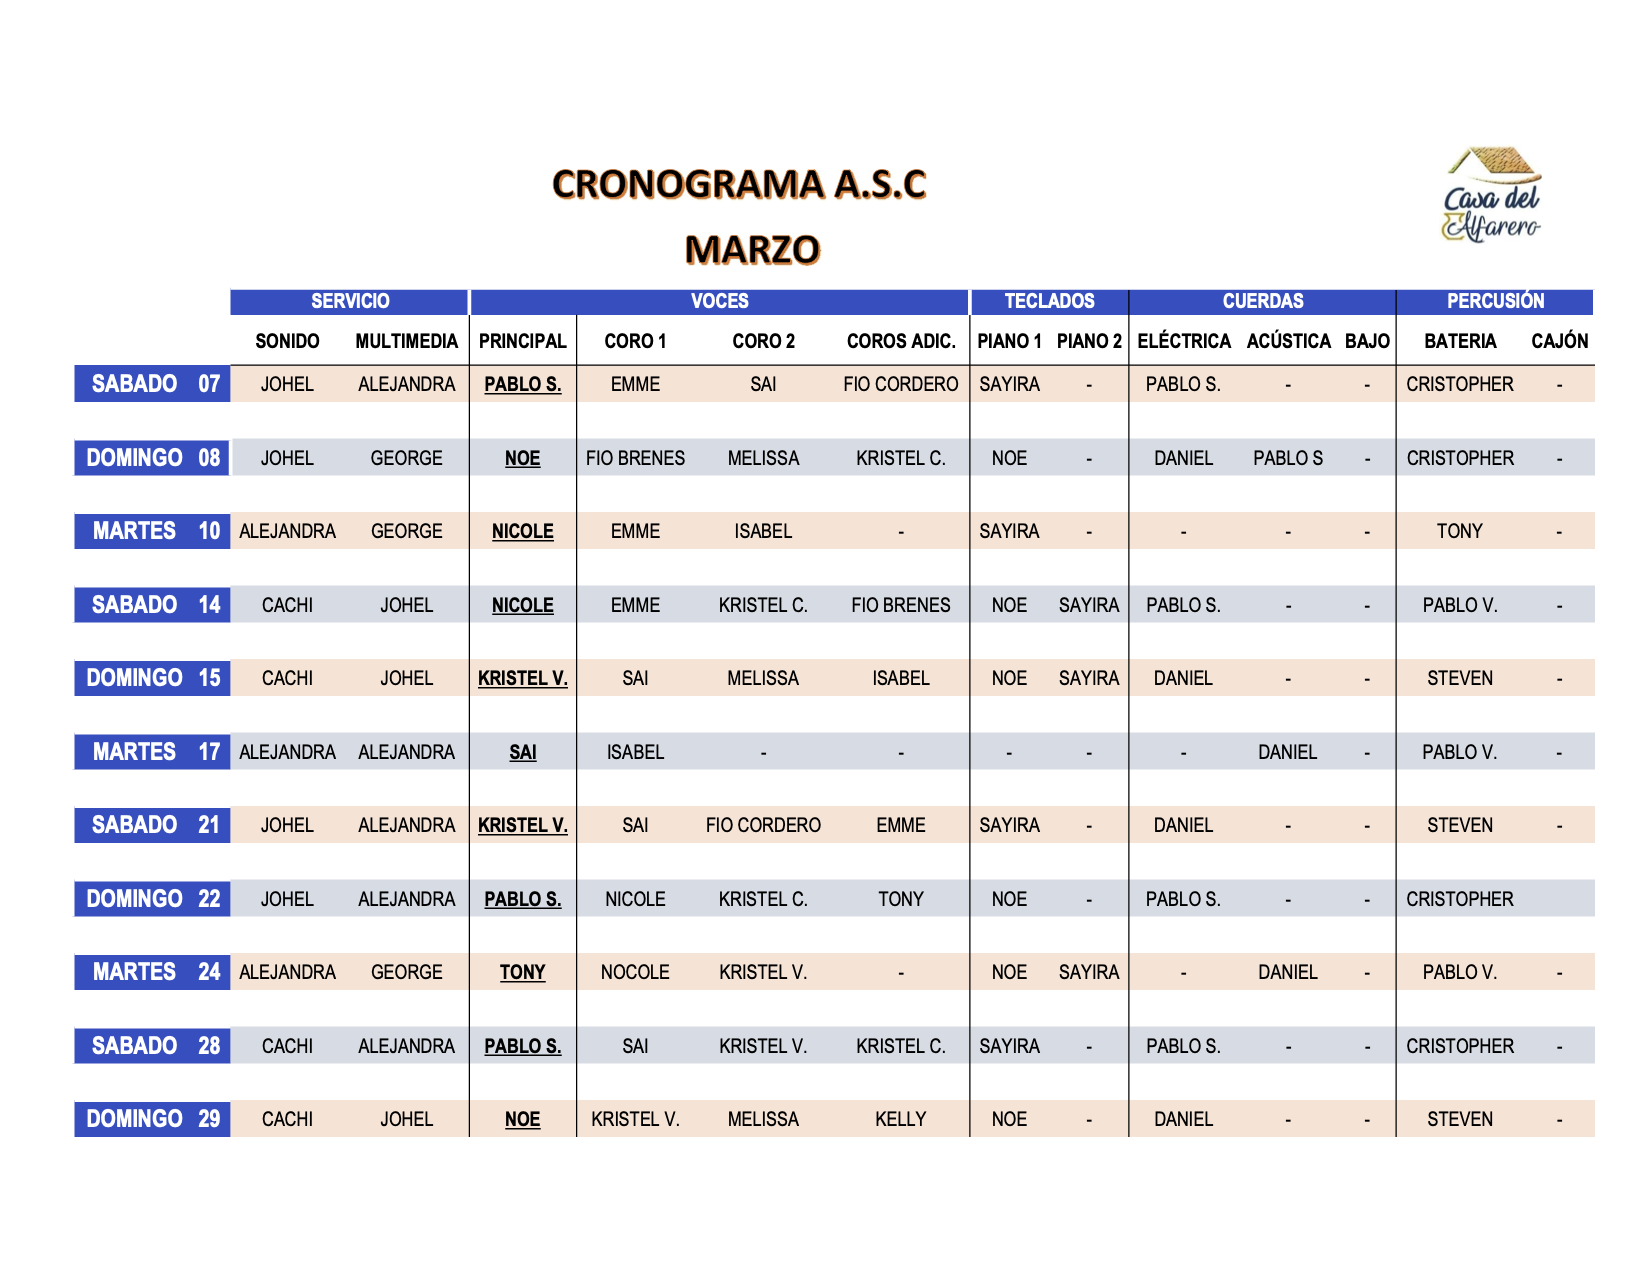 CRONOGRAMA A.S.C
MARZO
Casa del
Alfarero
SERVICIO VOCES TECLADOS CUERDAS PERCUSIÓN
SONIDO MULTIMEDIA PRINCIPAL CORO 1 CORO 2 COROS ADIC. PIANO 1 PIANO 2 ELÉCTRICA ACÚSTICA BAJO BATERIA CAJÓN
SABADO 07 JOHEL ALEJANDRA PABLO S. EMME SAI FIO CORDERO SAYIRA - PABLO S. - - CRISTOPHER -
DOMINGO 08 JOHEL GEORGE NOE FIO BRENES MELISSA KRISTEL C. NOE - DANIEL PABLO S - CRISTOPHER -
MARTES 10 ALEJANDRA GEORGE NICOLE EMME ISABEL - SAYIRA - - - - TONY -
SABADO 14 CACHI JOHEL NICOLE EMME KRISTEL C. FIO BRENES NOE SAYIRA PABLO S. - - PABLO V. -
DOMINGO 15 CACHI JOHEL KRISTEL V. SAI MELISSA ISABEL NOE SAYIRA DANIEL - - STEVEN -
MARTES 17 ALEJANDRA ALEJANDRA SAI ISABEL - - - - - DANIEL - PABLO V. -
SABADO 21 JOHEL ALEJANDRA KRISTEL V. SAI FIO CORDERO EMME SAYIRA - DANIEL - - STEVEN -
DOMINGO 22 JOHEL ALEJANDRA PABLO S. NICOLE KRISTEL C. TONY NOE - PABLO S. - - CRISTOPHER
MARTES 24 ALEJANDRA GEORGE TONY NOCOLE KRISTEL V. - NOE SAYIRA - DANIEL - PABLO V. -
SABADO 28 CACHI ALEJANDRA PABLO S. SAI KRISTEL V. KRISTEL C. SAYIRA - PABLO S. - - CRISTOPHER -
DOMINGO 29 CACHI JOHEL NOE KRISTEL V. MELISSA KELLY NOE - DANIEL - - STEVEN -